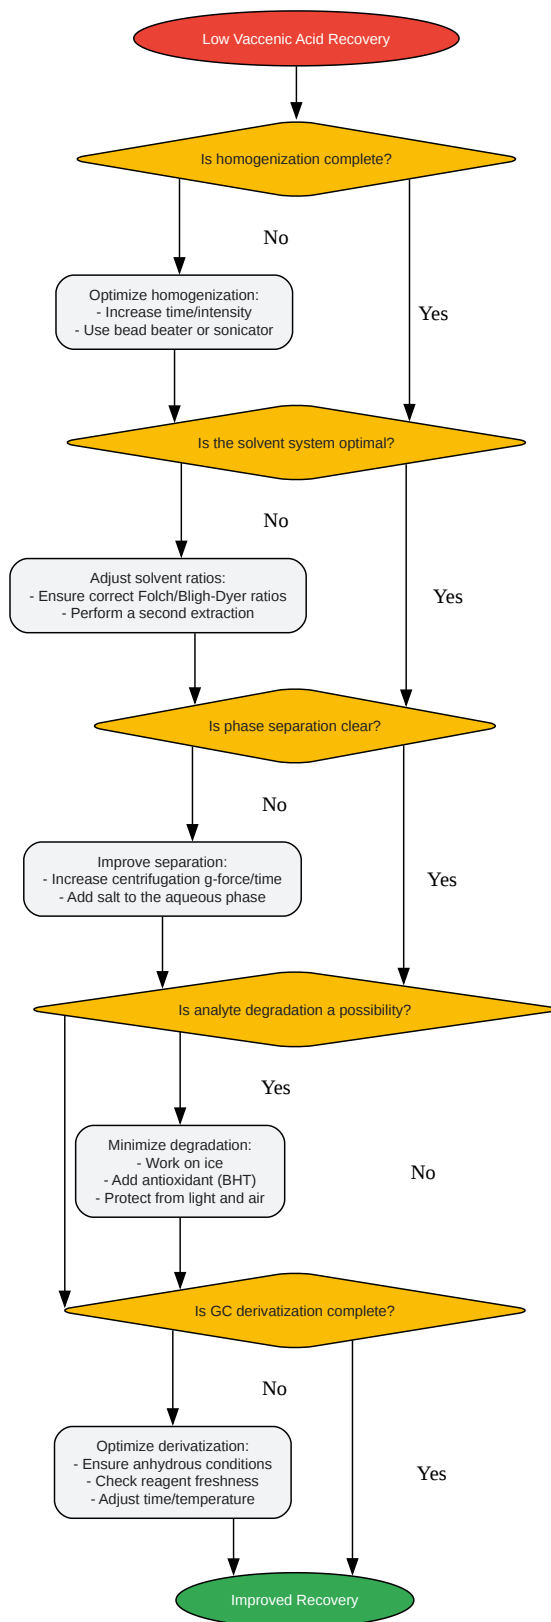 Low Vaccenic Acid Recovery
Is homogenization complete?
No
Optimize homogenization:
- Increase time/intensity
- Use bead beater or sonicator
Yes
Is the solvent system optimal?
No
Adjust solvent ratios:
- Ensure correct Folch/Bligh-Dyer ratios
- Perform a second extraction
Yes
Is phase separation clear?
No
Improve separation:
- Increase centrifugation g-force/time
- Add salt to the aqueous phase
Yes
Is analyte degradation a possibility?
Yes
Minimize degradation:
- Work on ice
- Add antioxidant (BHT)
- Protect from light and air
No
Is GC derivatization complete?
No
Optimize derivatization:
- Ensure anhydrous conditions
- Check reagent freshness
- Adjust time/temperature
Yes
Improved Recovery